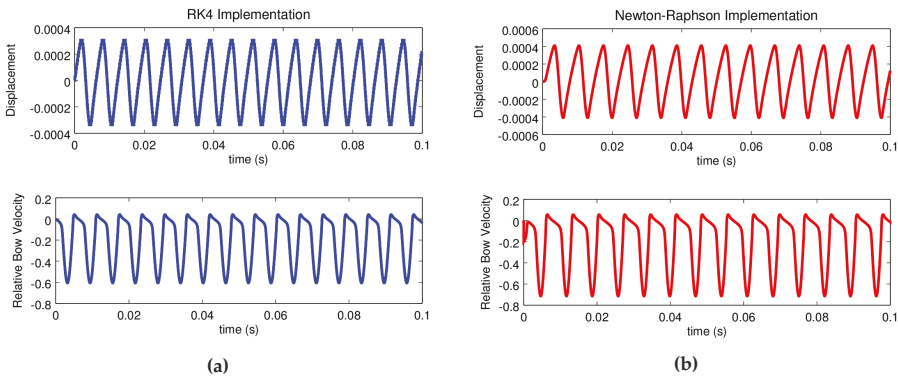 RK4 Implementation
Displacement
0.0004
0.0002
0
-0.0002
-0.0004
0 0.02 0.04 0.06 0.08 0.1
time (s)
Relative Bow Velocity
0.2
0
-0.2
-0.4
-0.6
-0.8
0 0.02 0.04 0.06 0.08 0.1
time (s)
(a)
Newton-Raphson Implementation
Displacement
0.0006
0.0004
0.0002
0
-0.0002
-0.0004
-0.0006
0 0.02 0.04 0.06 0.08 0.1
time (s)
Relative Bow Velocity
0.2
0
-0.2
-0.4
-0.6
-0.8
0 0.02 0.04 0.06 0.08 0.1
time (s)
(b)